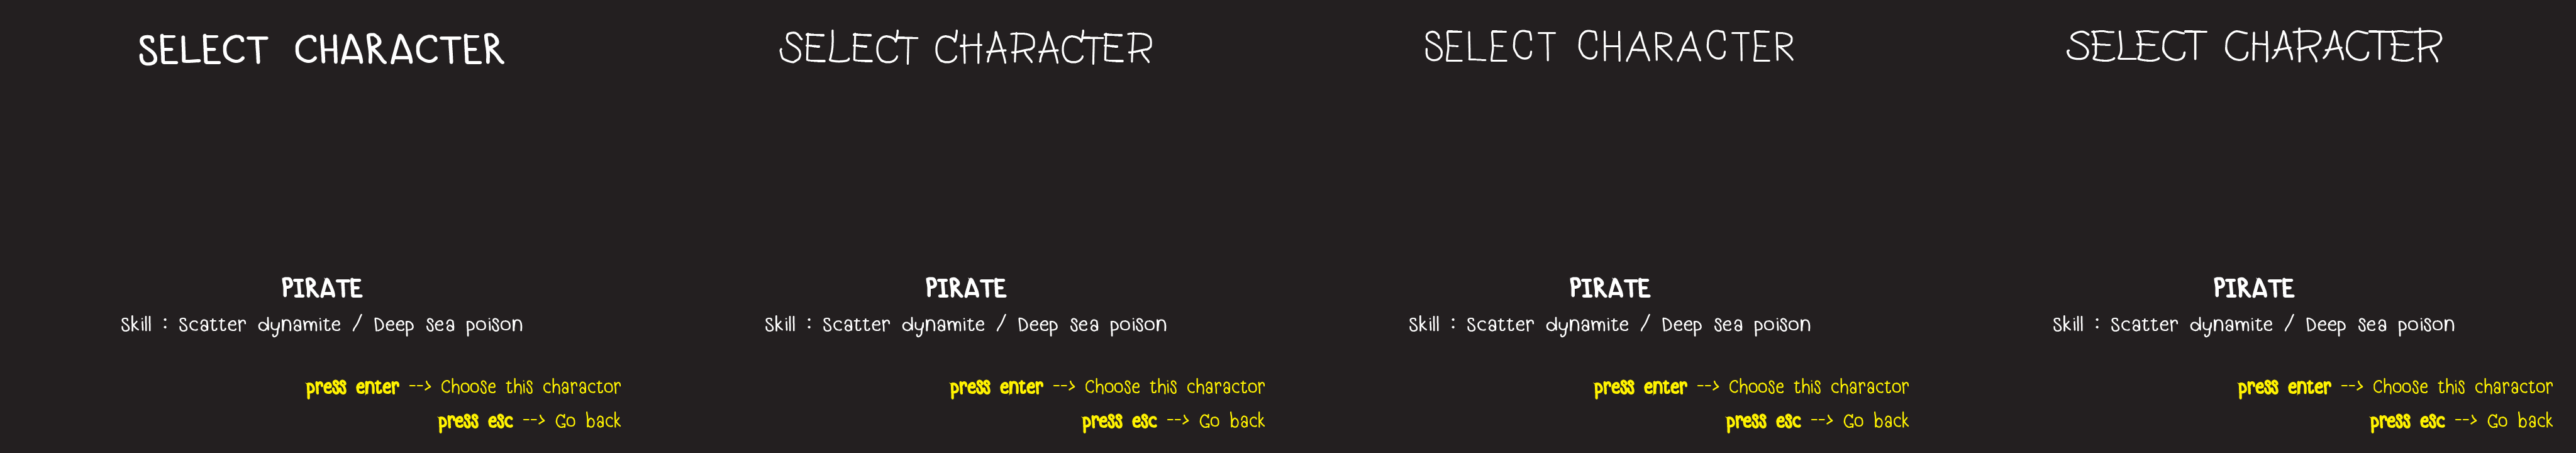 SELECT CHARACTER
PIRATE
Skill : Scatter dynamite / Deep sea poison
press enter --> Choose this charactor
press esc --> Go back
SELECT CHARACTER
PIRATE
Skill : Scatter dynamite / Deep sea poison
press enter --> Choose this charactor
press esc --> Go back
SELECT CHARACTER
PIRATE
Skill : Scatter dynamite / Deep sea poison
press enter --> Choose this charactor
press esc --> Go back
SELECT CHARACTER
PIRATE
Skill : Scatter dynamite / Deep sea poison
press enter --> Choose this charactor
press esc --> Go back